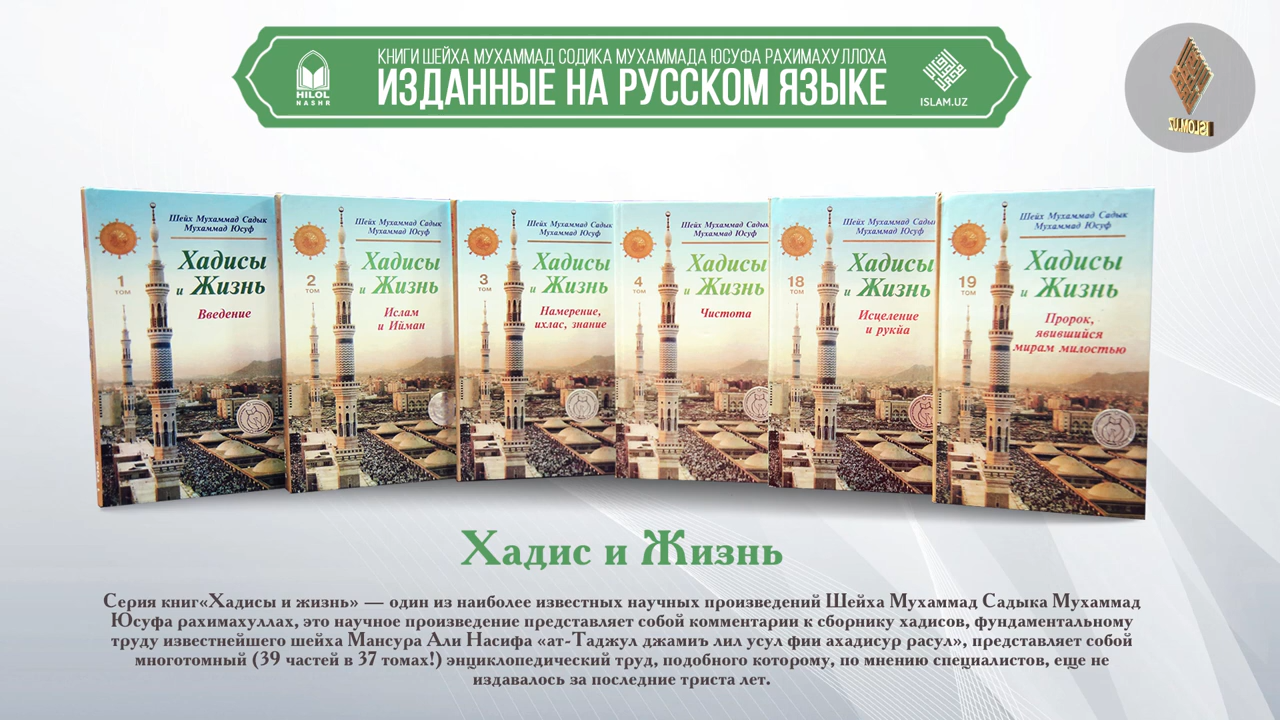 КНИГИ ШЕЙХА МУХАММАД СОДИКА МУХАММАДА ЮСУФА РАХИМАХУЛЛОХА
ИЗДАННЫЕ НА РУССКОМ ЯЗЫКЕ
HILOL
NASHR
ISLAM.UZ
ISLOM.UZ
Шейх Мухаммад Садык
Мухаммад Юсуф
1
ТОМ
Хадисы
и Жизнь
Введение
Шейх Мухаммад Садык
Мухаммад Юсуф
2
ТОМ
Хадисы
и Жизнь
Ислам
и Ийман
Шейх Мухаммад Садык
Мухаммад Юсуф
3
ТОМ
Хадисы
и Жизнь
Намерение,
ихлас, знание
Шейх Мухаммад Садык
Мухаммад Юсуф
4
ТОМ
Хадисы
и Жизнь
Чистота
Шейх Мухаммад Садык
Мухаммад Юсуф
18
ТОМ
Хадисы
и Жизнь
Исцеление
и рукйа
Шейх Мухаммад Садык
Мухаммад Юсуф
19
ТОМ
Хадисы
и Жизнь
Пророк,
явившийся
мирам милостью
Хадис и Жизнь
Серия книг«Хадисы и жизнь» — один из наиболее известных научных произведений Шейха Мухаммад Садыка Мухаммад
Юсуфа рахимахуллах, это научное произведение представляет собой комментарии к сборнику хадисов, фундаментальному
труду известнейшего шейха Мансура Али Насифа «ат-Таджул джамиъ лил усул фии ахадисур расул», представляет собой
многотомный (39 частей в 37 томах!) энциклопедический труд, подобного которому, по мнению специалистов, еще не
издавалось за последние триста лет.